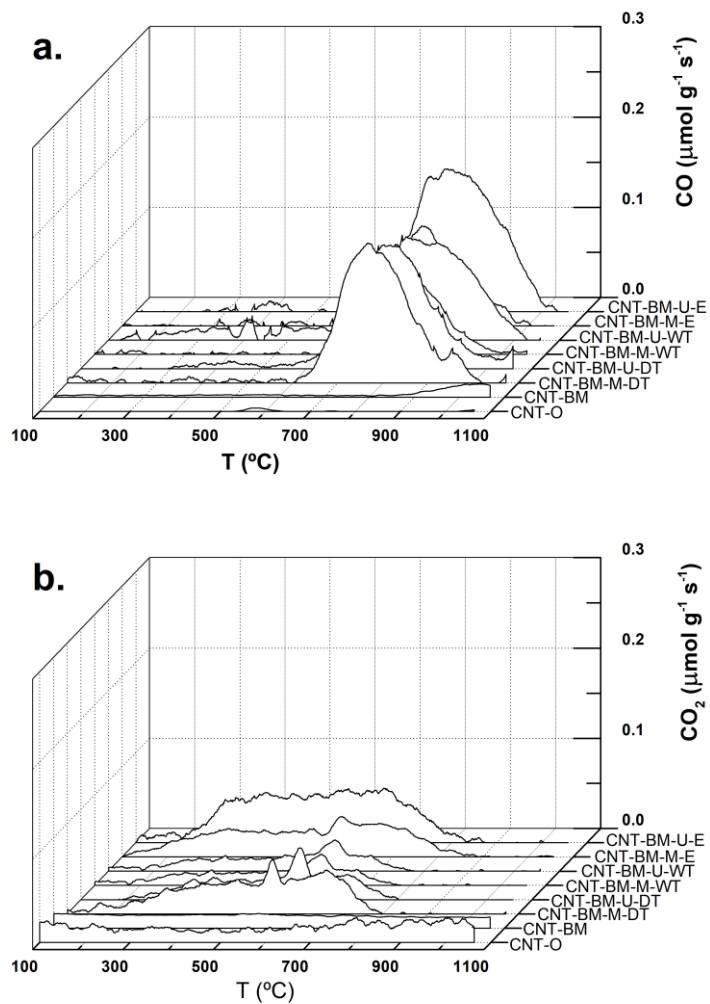 a.
0.3
0.2
0.1
0.0
CO (μmol g⁻¹ s⁻¹)
CNT-BM-U-E
CNT-BM-M-E
CNT-BM-U-WT
CNT-BM-M-WT
CNT-BM-U-DT
CNT-BM-M-DT
CNT-BM
CNT-O
100 300 500 700 900 1100
T (ºC)
b.
0.3
0.2
0.1
0.0
CO₂ (μmol g⁻¹ s⁻¹)
CNT-BM-U-E
CNT-BM-M-E
CNT-BM-U-WT
CNT-BM-M-WT
CNT-BM-U-DT
CNT-BM-M-DT
CNT-BM
CNT-O
100 300 500 700 900 1100
T (ºC)